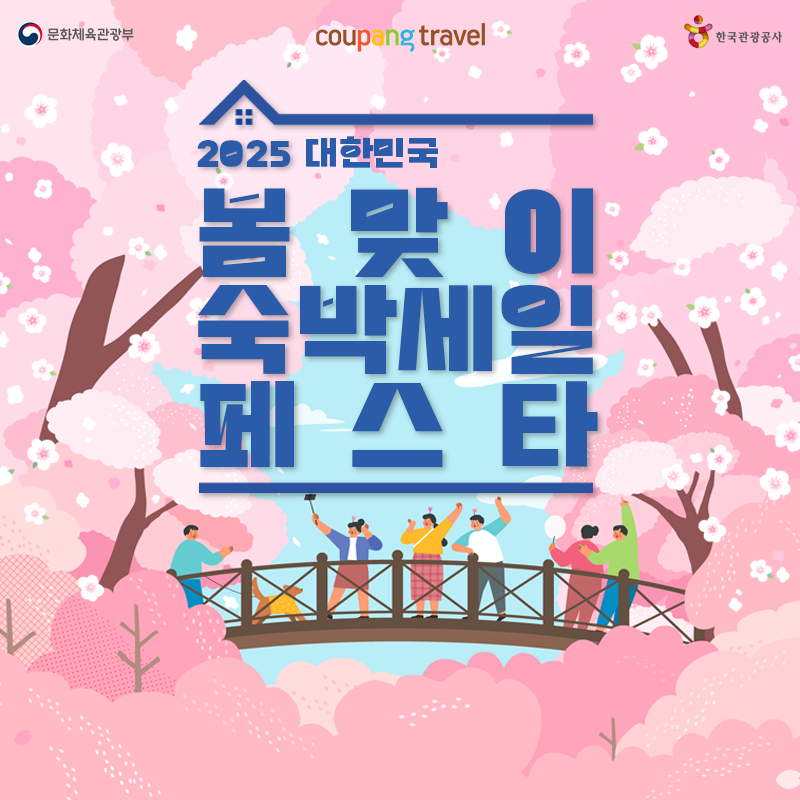 문화체육관광부
coupang travel
한국관광공사
2025 대한민국
봄맞이
숙박세일
페스타